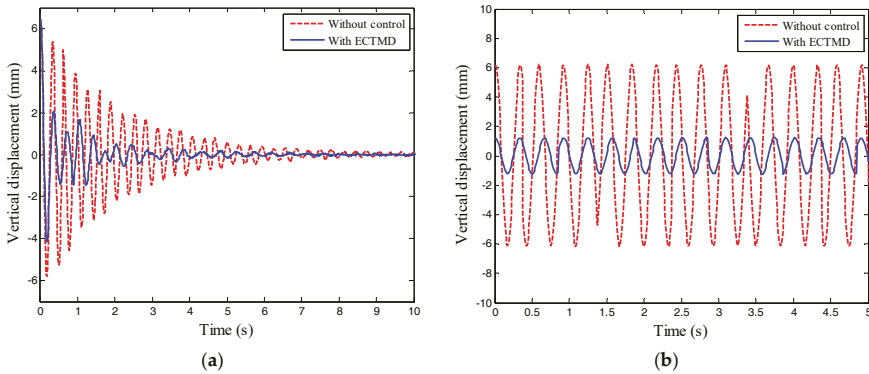 Without control
With ECTMD
Vertical displacement (mm)
6
4
2
0
-2
-4
-6
0 1 2 3 4 5 6 7 8 9 10
Time (s)
(a)
Without control
With ECTMD
Vertical displacement (mm)
10
8
6
4
2
0
-2
-4
-6
-8
-10
0 0.5 1 1.5 2 2.5 3 3.5 4 4.5 5
Time (s)
(b)